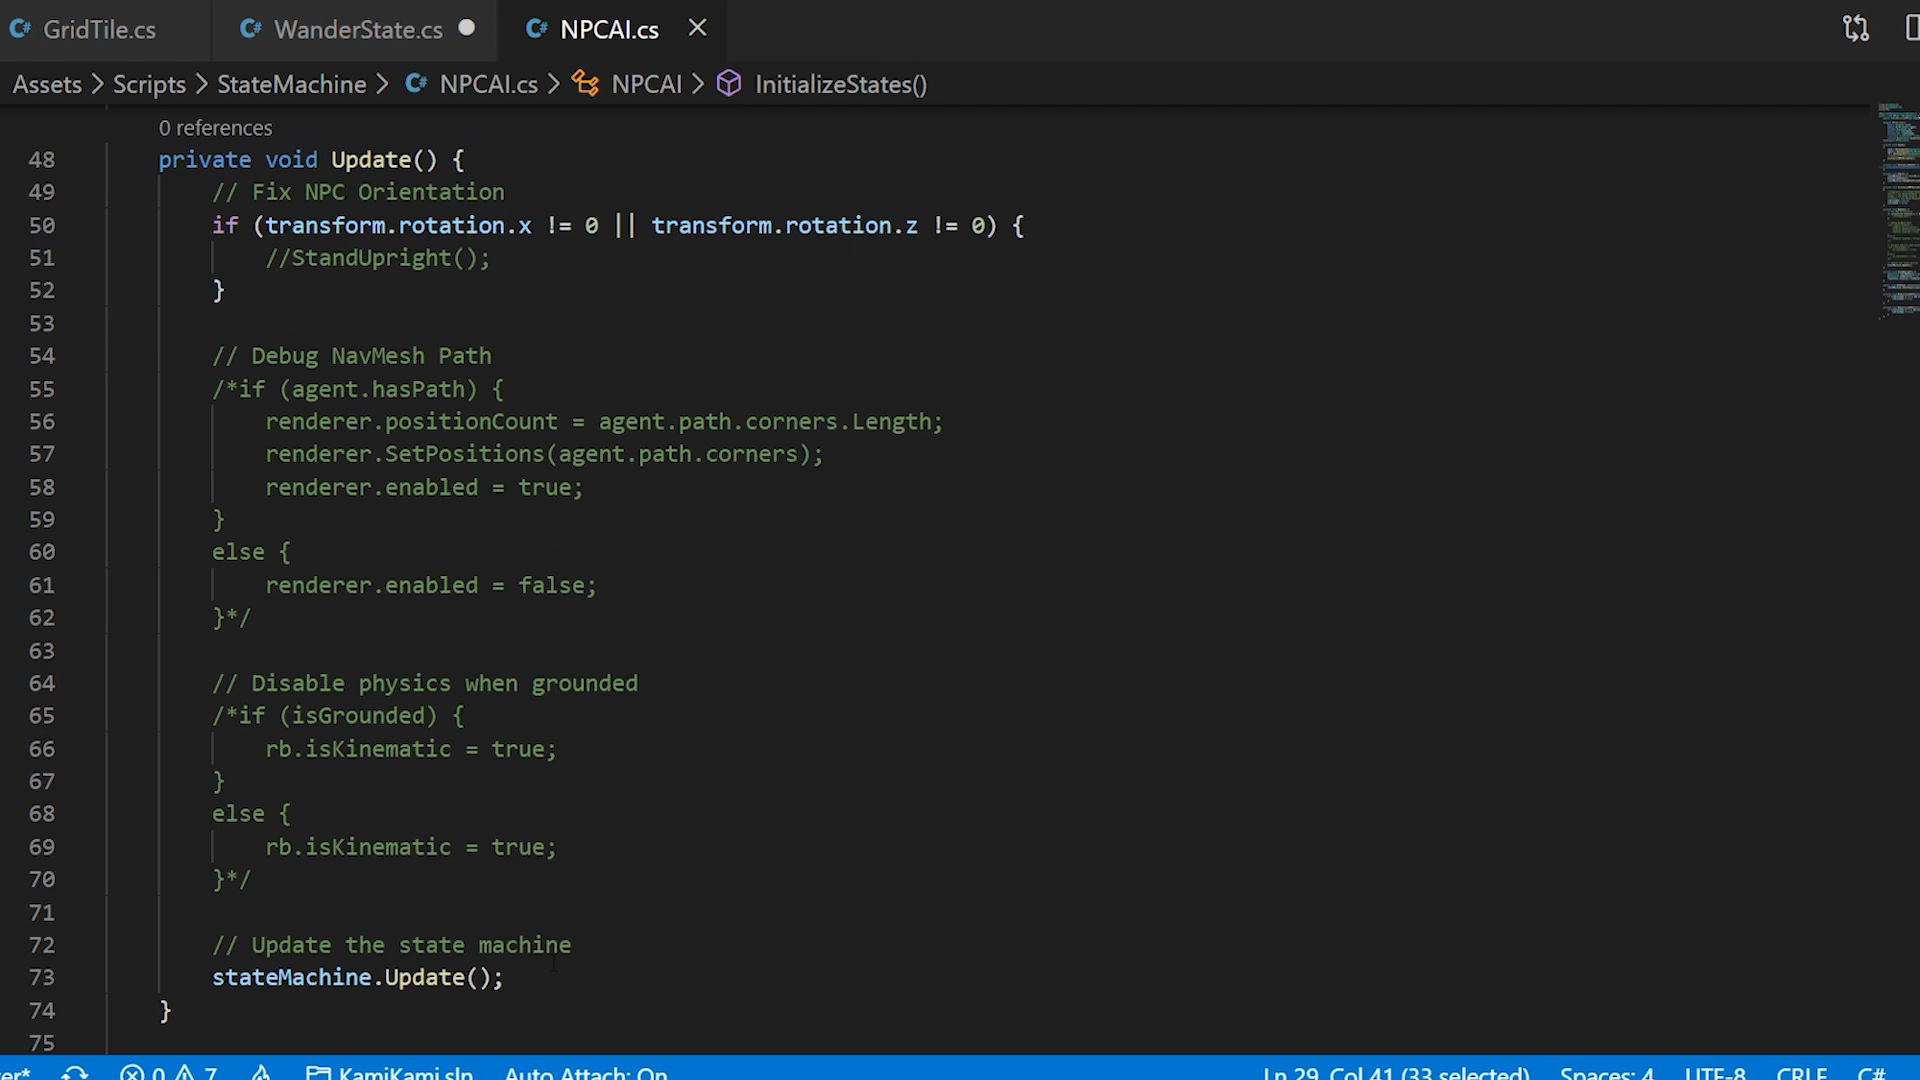 C# GridTile.cs C# WanderState.cs C# NPCAI.cs
Assets > Scripts > StateMachine > C# NPCAI.cs > NPCAI > InitializeStates()
0 references
48 private void Update() {
49 // Fix NPC Orientation
50 if (transform.rotation.x != 0 || transform.rotation.z != 0) {
51 //StandUpright();
52 }
53
54 // Debug NavMesh Path
55 /*if (agent.hasPath) {
56 renderer.positionCount = agent.path.corners.Length;
57 renderer.SetPositions(agent.path.corners);
58 renderer.enabled = true;
59 }
60 else {
61 renderer.enabled = false;
62 }*/
63
64 // Disable physics when grounded
65 /*if (isGrounded) {
66 rb.isKinematic = true;
67 }
68 else {
69 rb.isKinematic = true;
70 }*/
71
72 // Update the state machine
73 stateMachine.Update();
74 }
75
er* 0 7 KamiKami.sln Auto Attach: On Ln 29, Col 41 (33 selected) Spaces: 4 UTF-8 CRLF C#